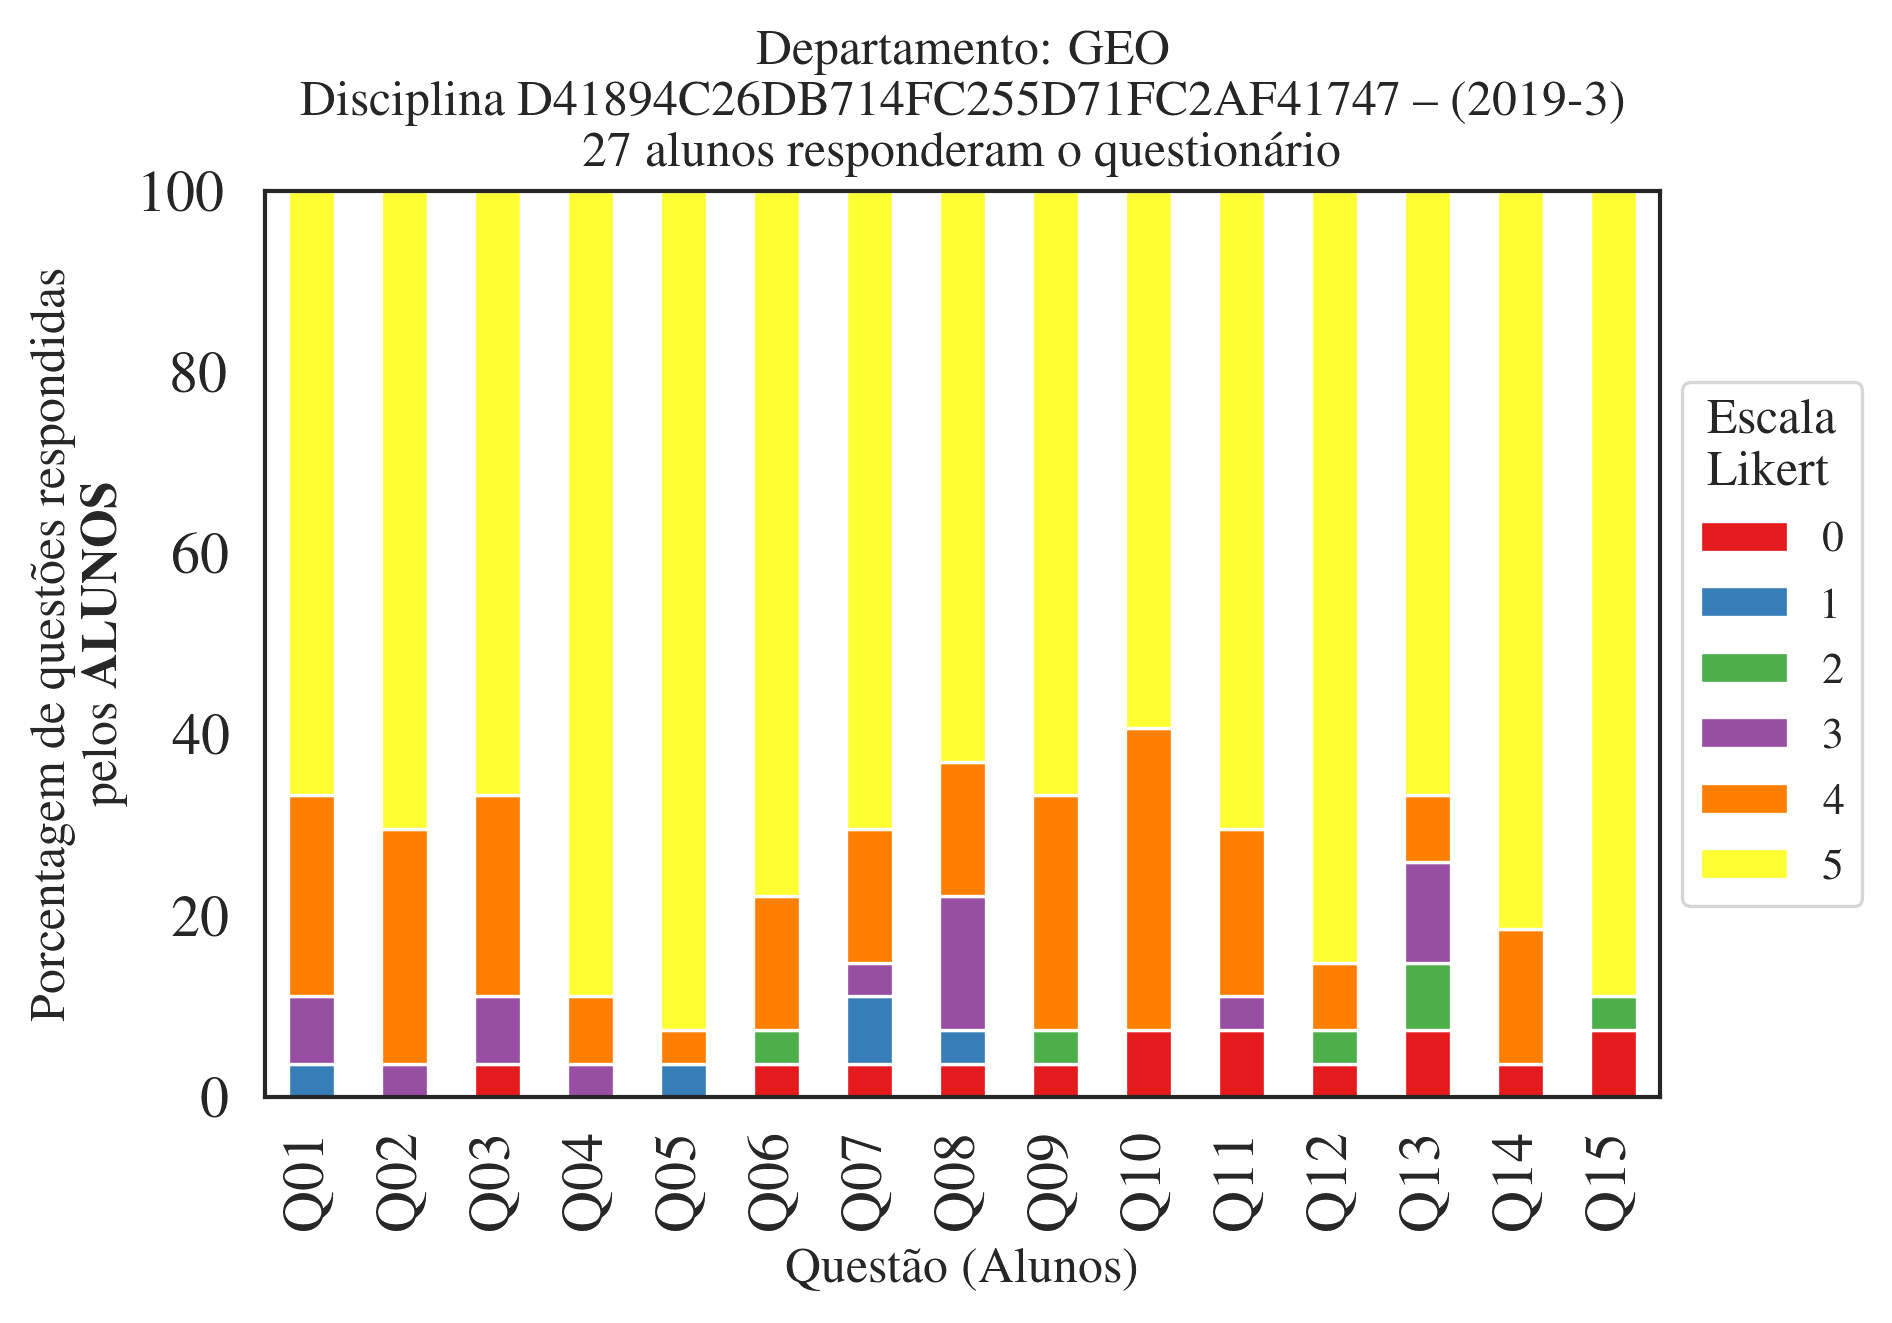 Departamento: GEO
Disciplina D41894C26DB714FC255D71FC2AF41747 – (2019-3)
27 alunos responderam o questionário
Porcentagem de questões respondidas
pelos ALUNOS
100
80
60
40
20
0
Q01
Q02
Q03
Q04
Q05
Q06
Q07
Q08
Q09
Q10
Q11
Q12
Q13
Q14
Q15
Questão (Alunos)
Escala
Likert
0
1
2
3
4
5